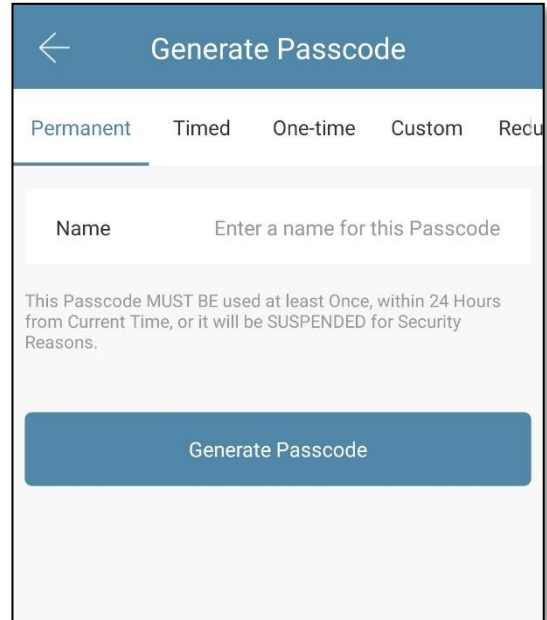 Generate Passcode
Permanent Timed One-time Custom Recu
Name Enter a name for this Passcode
This Passcode MUST BE used at least Once, within 24 Hours
from Current Time, or it will be SUSPENDED for Security
Reasons.
Generate Passcode